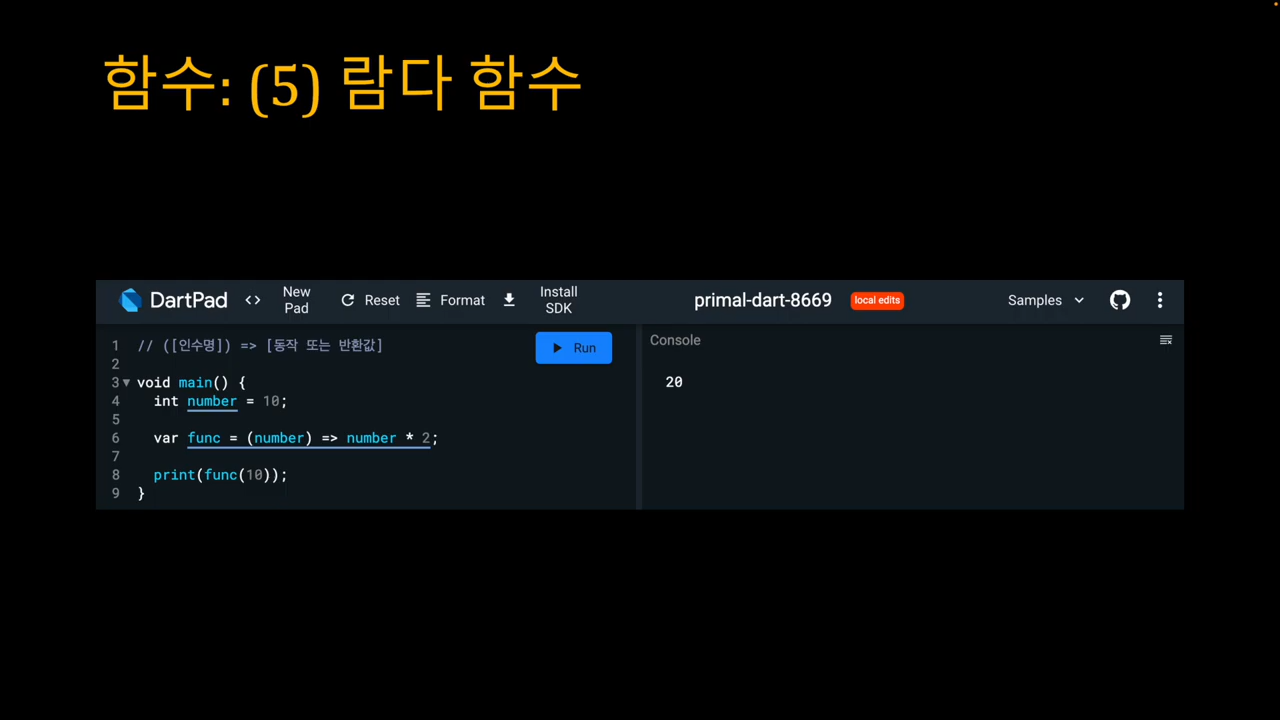 함수: (5) 람다 함수
DartPad <> New Pad Reset Format Install SDK primal-dart-8669 local edits Samples
1 // ([인수명]) => [동작 또는 반환값]
2
3 void main() {
4 int number = 10;
5
6 var func = (number) => number * 2;
7
8 print(func(10));
9 }
Run
Console
20